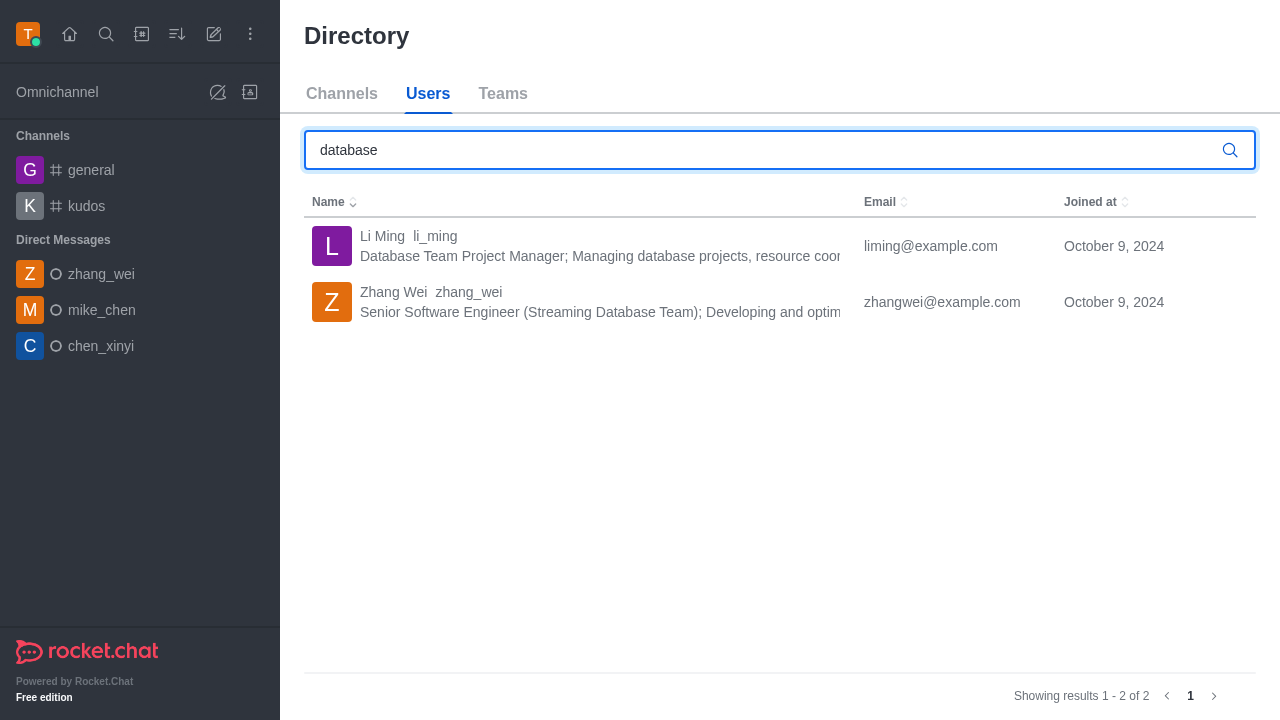 T
Directory
Omnichannel
Channels
G general
K kudos
Direct Messages
Z zhang_wei
M mike_chen
C chen_xinyi
rocket.chat
Powered by Rocket.Chat
Free edition
Channels Users Teams
database
Name Email Joined at
L Li Ming li_ming
Database Team Project Manager; Managing database projects, resource coor
liming@example.com October 9, 2024
Z Zhang Wei zhang_wei
Senior Software Engineer (Streaming Database Team); Developing and optim
zhangwei@example.com October 9, 2024
Showing results 1 - 2 of 2 1